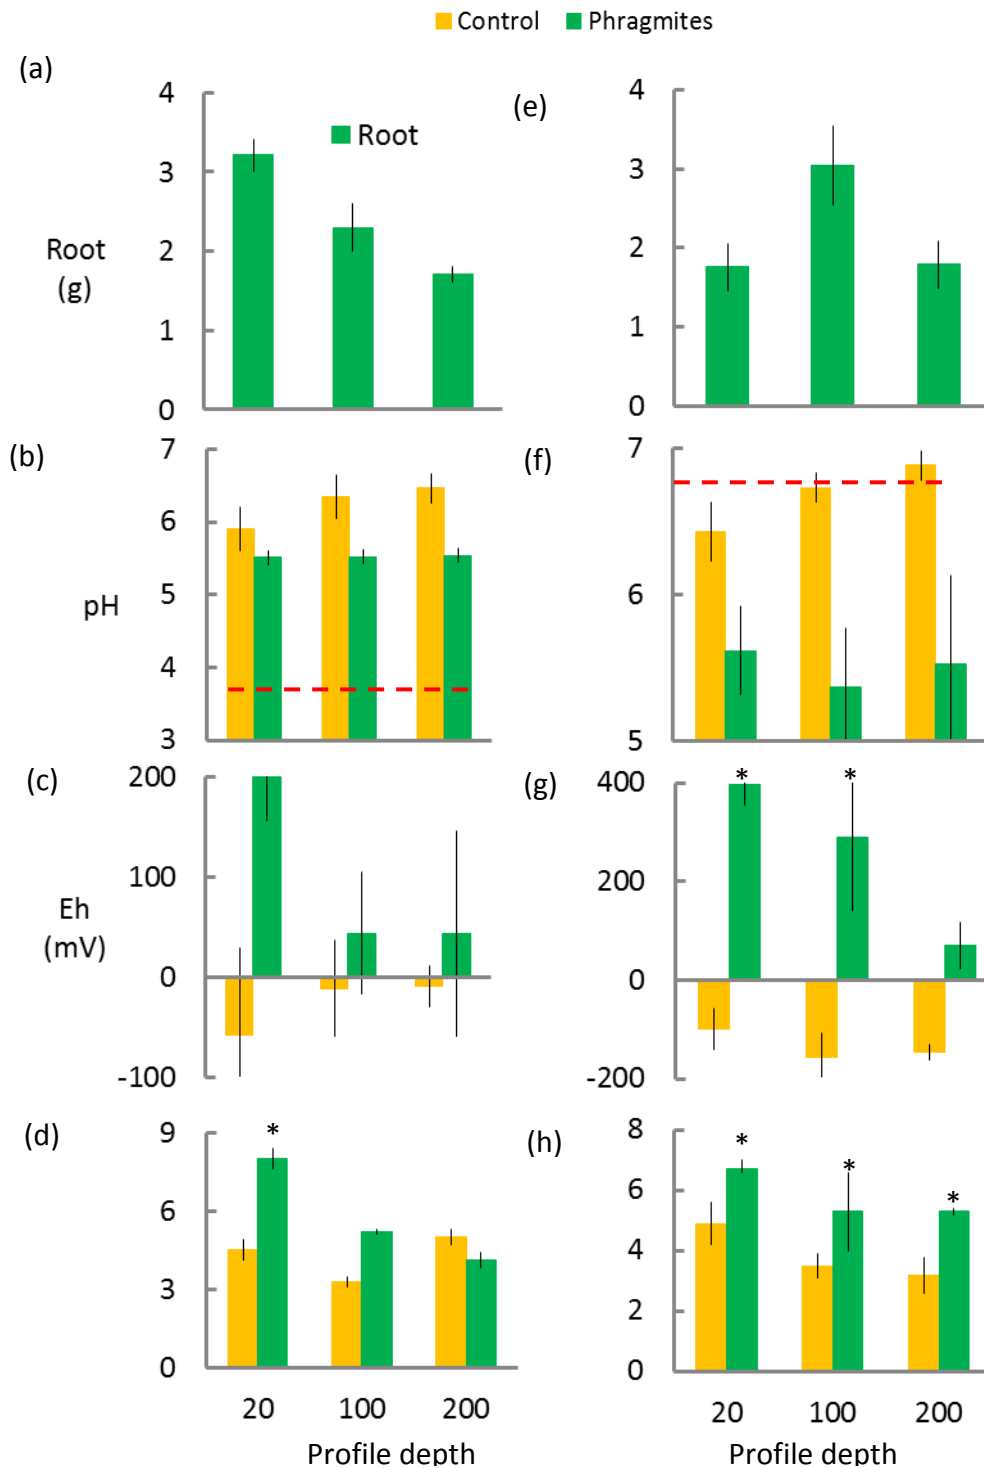 Control Phragmites
(a)
4
3
2
1
0
Root
(g)
Root
(e)
4
3
2
1
0
(b)
7
6
5
4
3
pH
(f)
7
6
5
(c)
200
100
0
-100
Eh
(mV)
(g)
400
200
0
-200
* *
(d)
9
6
3
0
*
20 100 200
Profile depth
(h)
8
6
4
2
0
* * *
20 100 200
Profile depth